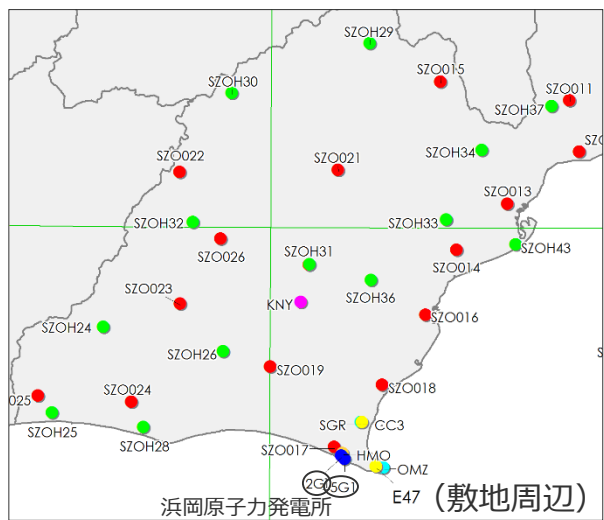 SZOH29
SZO015
SZOH30
SZO011
SZOH37
SZO022
SZO021
SZOH34
SZO
SZO013
SZOH32
SZOH33
SZO026
SZOH31
SZO014
SZOH43
SZO023
KNY
SZOH36
SZO016
SZOH24
SZOH26
SZO019
SZO018
025
SZO024
SZOH25
SZOH28
SGR
CC3
SZO017
HMO
OMZ
2G
5G1
E47
(敷地周辺)
浜岡原子力発電所
S